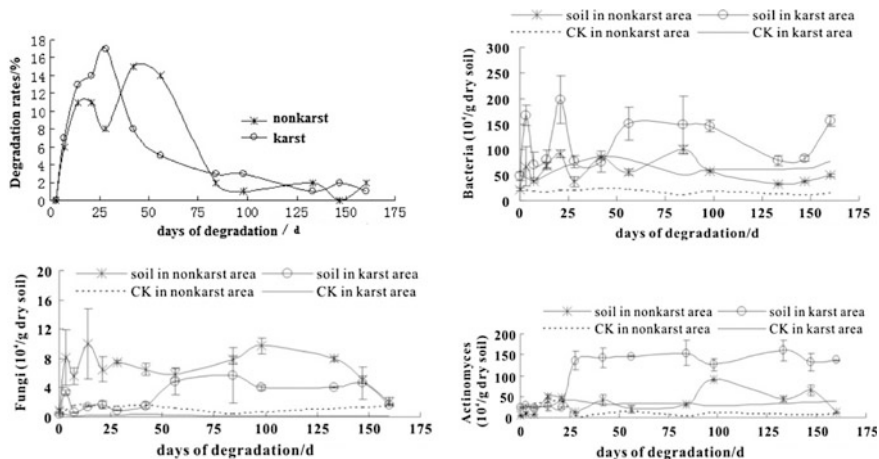 18
16
14
12
10
8
6
4
2
0
Degradation rates/%
nonkarst
karst
0 25 50 75 100 125 150 175
days of degradation / d
soil in nonkarst area soil in karst area
CK in nonkarst area CK in karst area
300
250
200
150
100
50
0
Bacteria (10⁴/g dry soil)
0 25 50 75 100 125 150 175
days of degradation/d
soil in nonkarst area soil in karst area
CK in nonkarst area CK in karst area
20
16
12
8
4
0
Fungi (10⁴/g dry soil)
0 25 50 75 100 125 150 175
days of degradation/d
soil in nonkarst area soil in karst area
CK in nonkarst area CK in karst area
200
150
100
50
0
Actinomyces
(10⁴/g dry soil)
0 25 50 75 100 125 150 175
days of degradation/d